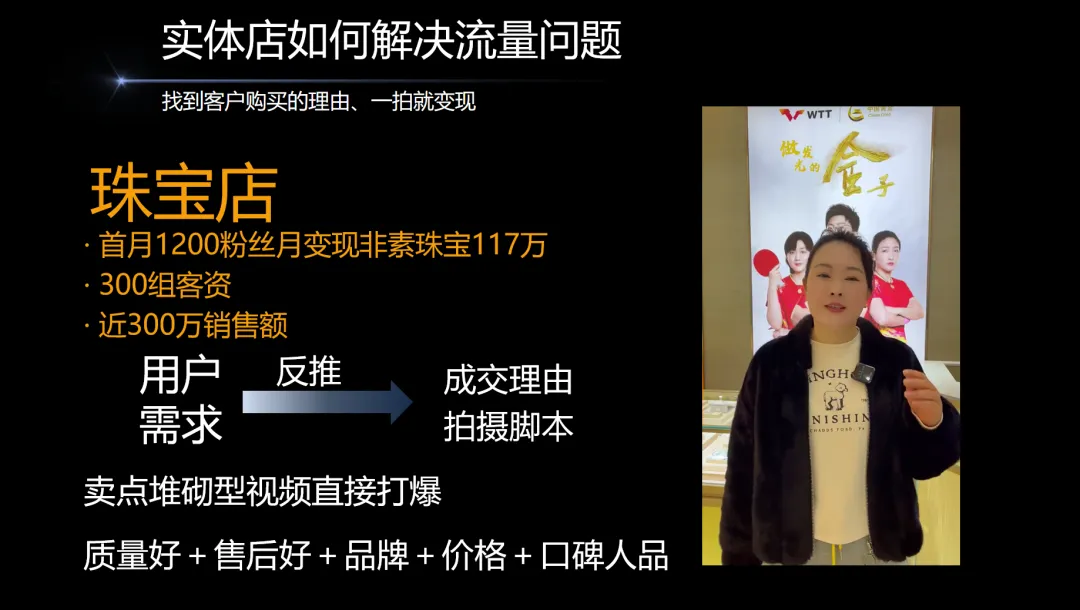 实体店如何解决流量问题
找到客户购买的理由、一拍就变现
珠宝店
· 首月1200粉丝月变现非素珠宝117万
· 300组客资
· 近300万销售额
用户
需求
反推
成交理由
拍摄脚本
卖点堆砌型视频直接打爆
质量好+售后好+品牌+价格+口碑人品
WTT
做发光的盒子
NISHIN